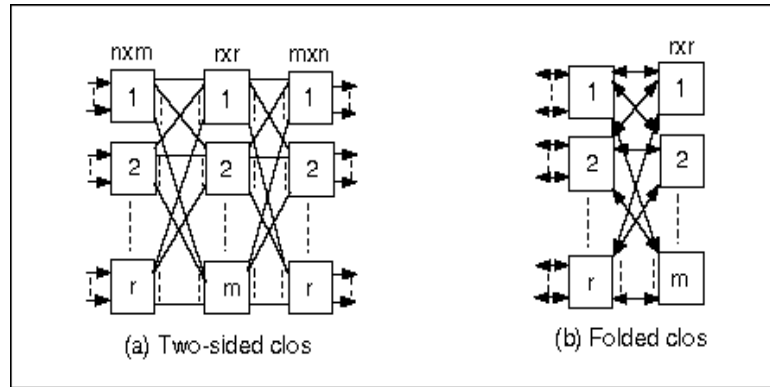 nxm rxr mxn
1 1 1
2 2 2
r m r
(a) Two-sided clos
rxr
1 1
2 2
r m
(b) Folded clos